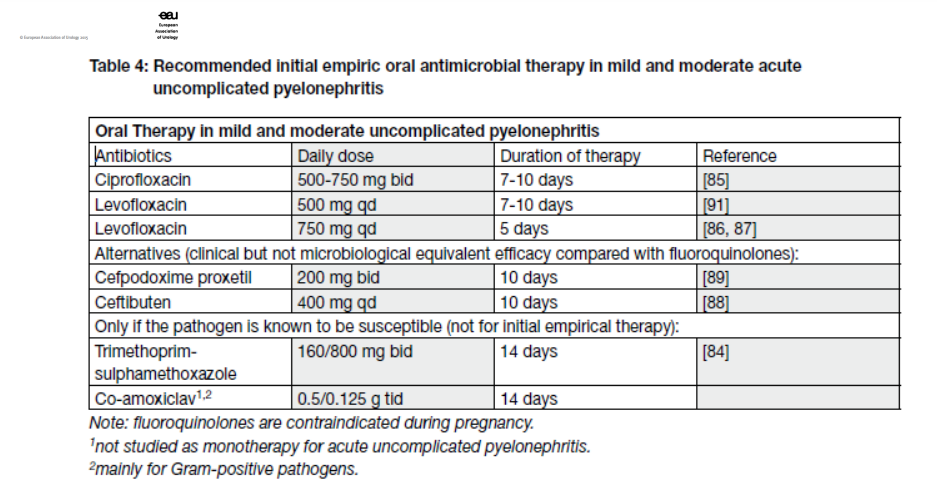 eau
European
Association
of Urology
© European Association of Urology 2015
Table 4: Recommended initial empiric oral antimicrobial therapy in mild and moderate acute
uncomplicated pyelonephritis
Oral Therapy in mild and moderate uncomplicated pyelonephritis
Antibiotics Daily dose Duration of therapy Reference
Ciprofloxacin 500-750 mg bid 7-10 days [85]
Levofloxacin 500 mg qd 7-10 days [91]
Levofloxacin 750 mg qd 5 days [86, 87]
Alternatives (clinical but not microbiological equivalent efficacy compared with fluoroquinolones):
Cefpodoxime proxetil 200 mg bid 10 days [89]
Ceftibuten 400 mg qd 10 days [88]
Only if the pathogen is known to be susceptible (not for initial empirical therapy):
Trimethoprim- 160/800 mg bid 14 days [84]
sulphamethoxazole
Co-amoxiclav1,2 0.5/0.125 g tid 14 days
Note: fluoroquinolones are contraindicated during pregnancy.
1not studied as monotherapy for acute uncomplicated pyelonephritis.
2mainly for Gram-positive pathogens.